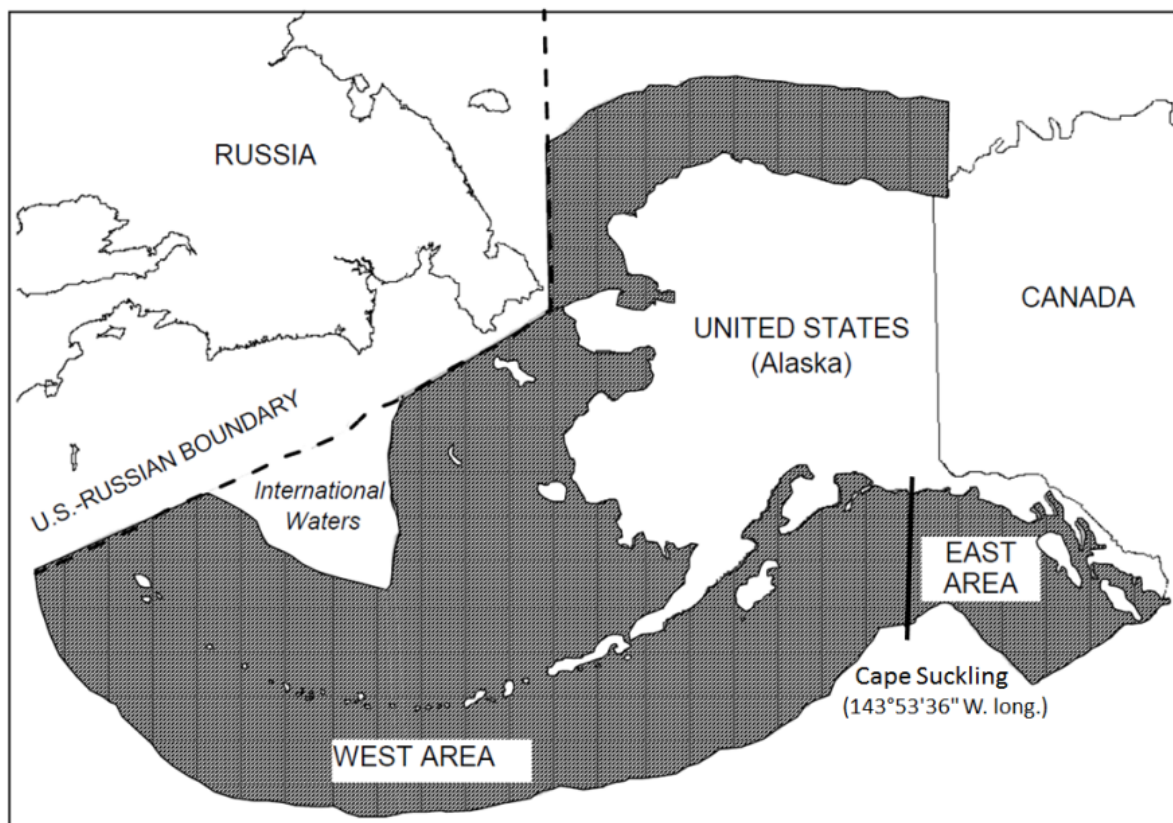 RUSSIA
CANADA
UNITED STATES
(Alaska)
U.S.-RUSSIAN BOUNDARY
International
Waters
EAST
AREA
Cape Suckling
(143°53'36" W. long.)
WEST AREA